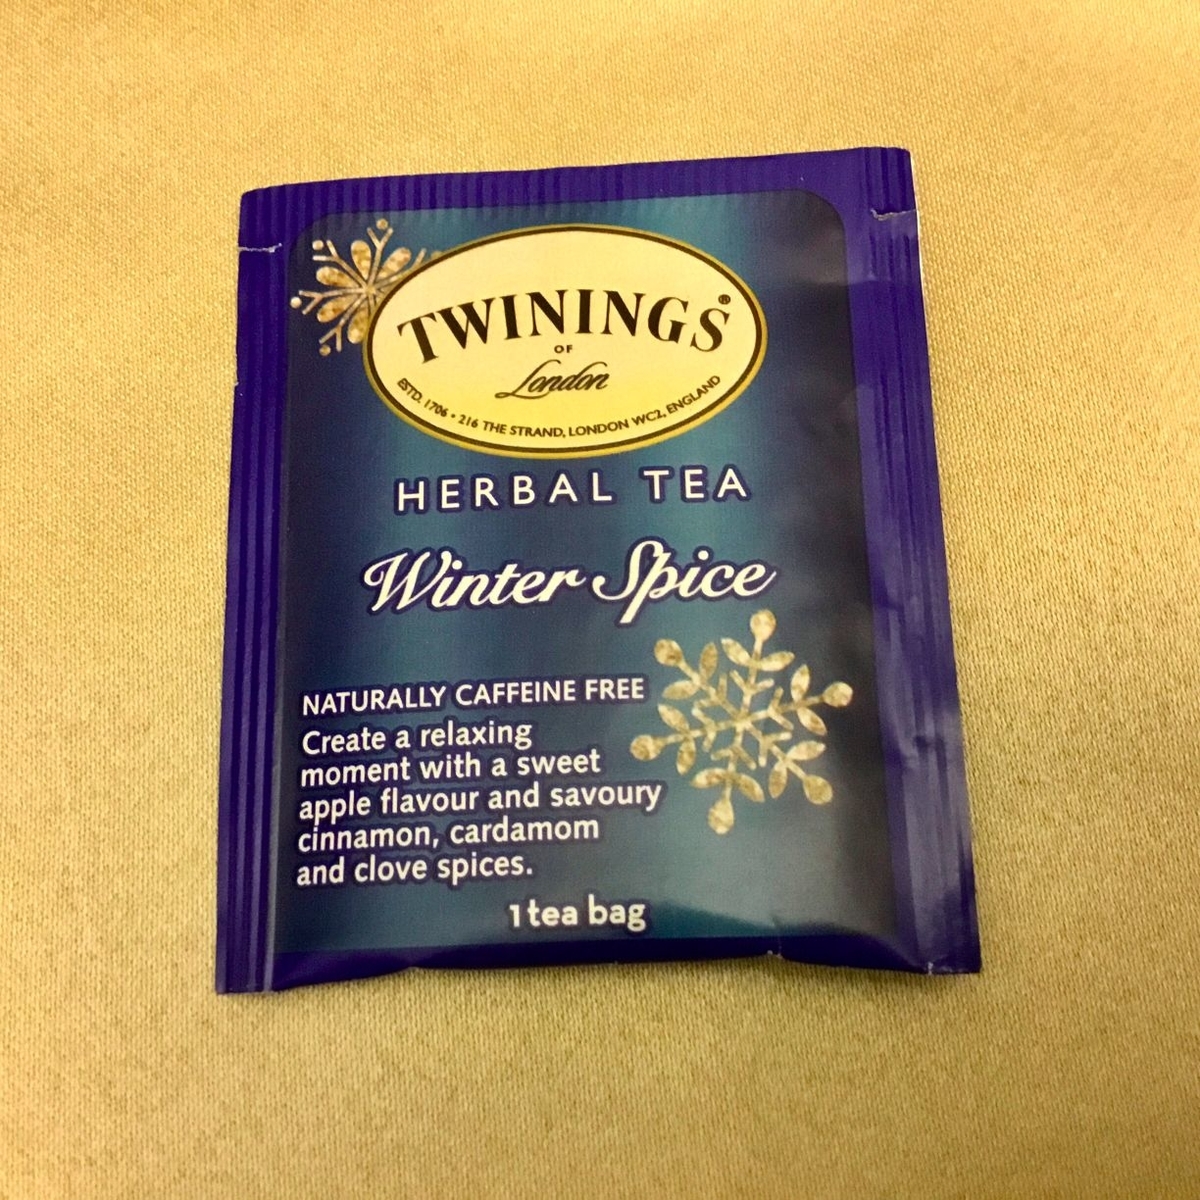 TWININGS®
OF
London
ESTD. 1706 • 216 THE STRAND, LONDON WC2, ENGLAND
HERBAL TEA
Winter Spice
NATURALLY CAFFEINE FREE
Create a relaxing
moment with a sweet
apple flavour and savoury
cinnamon, cardamom
and clove spices.
1 tea bag